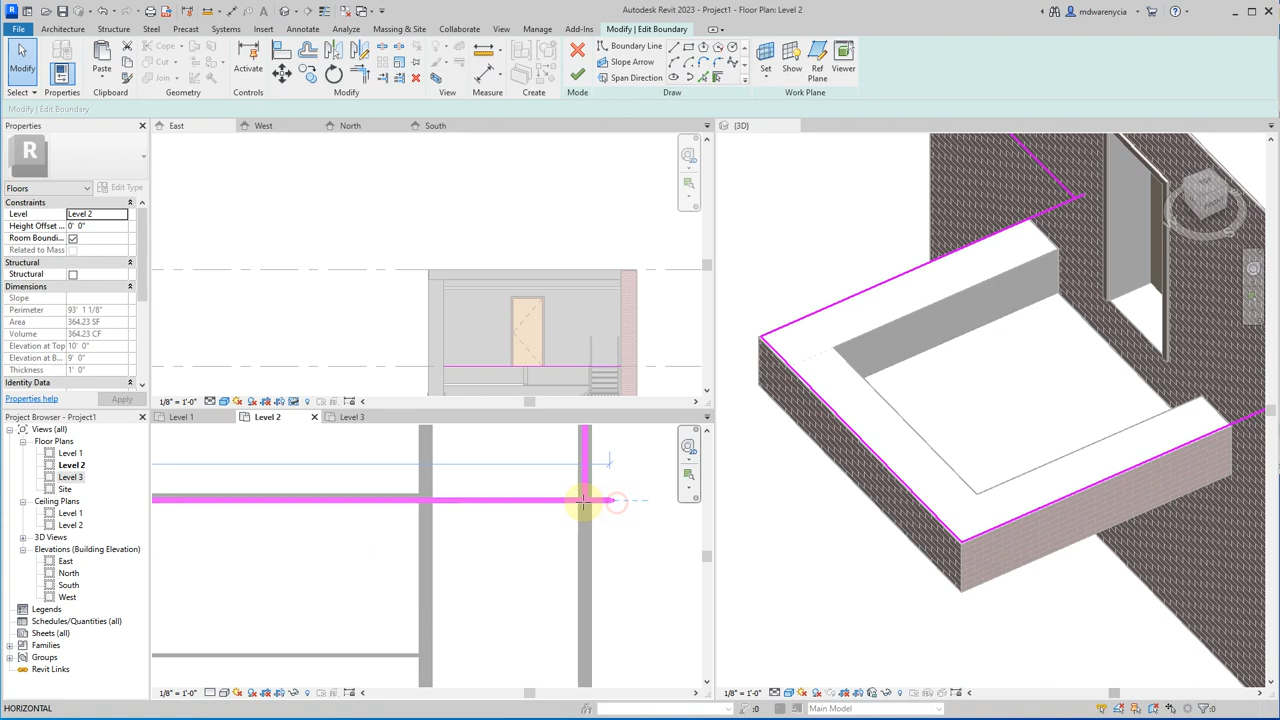 Autodesk Revit 2023 - Project1 - Floor Plan: Level 2
mdwarenycia
File Architecture Structure Steel Precast Systems Insert Annotate Analyze Massing & Site Collaborate View Manage Add-Ins Modify | Edit Boundary
Modify
Paste
Cope
Cut
Join
Activate
Boundary Line
Slope Arrow
Span Direction
Set Show Ref Plane Viewer
Select Properties Clipboard Geometry Controls Modify View Measure Create Mode Draw Work Plane
Modify | Edit Boundary
Properties
East West North South
{3D}
R
Floors
Edit Type
Constraints
Level Level 2
Height Offset ... 0' 0"
Room Boundi...
Related to Mass
Structural
Structural
Dimensions
Slope
Perimeter 93' 1 1/8"
Area 364.23 SF
Volume 364.23 CF
Elevation at Top 10' 0"
Elevation at B... 9' 0"
Thickness 1' 0"
Identity Data
Properties help Apply
1/8" = 1'-0"
Project Browser - Project1
Level 1 Level 2 Level 3
Views (all)
Floor Plans
Level 1
Level 2
Level 3
Site
Ceiling Plans
Level 1
Level 2
3D Views
Elevations (Building Elevation)
East
North
South
West
Legends
Schedules/Quantities (all)
Sheets (all)
Families
Groups
Revit Links
1/8" = 1'-0"
1/8" = 1'-0"
HORIZONTAL
:0
Main Model
:0